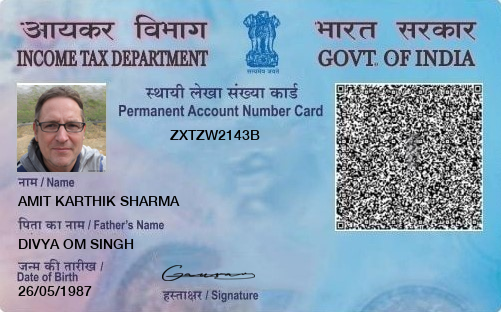 आयकर विभाग
INCOME TAX DEPARTMENT
भारत सरकार
GOVT. OF INDIA
सत्यमेव जयते
स्थायी लेखा संख्या कार्ड
Permanent Account Number Card
ZXTZW2143B
नाम / Name
AMIT KARTHIK SHARMA
पिता का नाम / Father's Name
DIVYA OM SINGH
जन्म की तारीख /
Date of Birth
26/05/1987
हस्ताक्षर / Signature